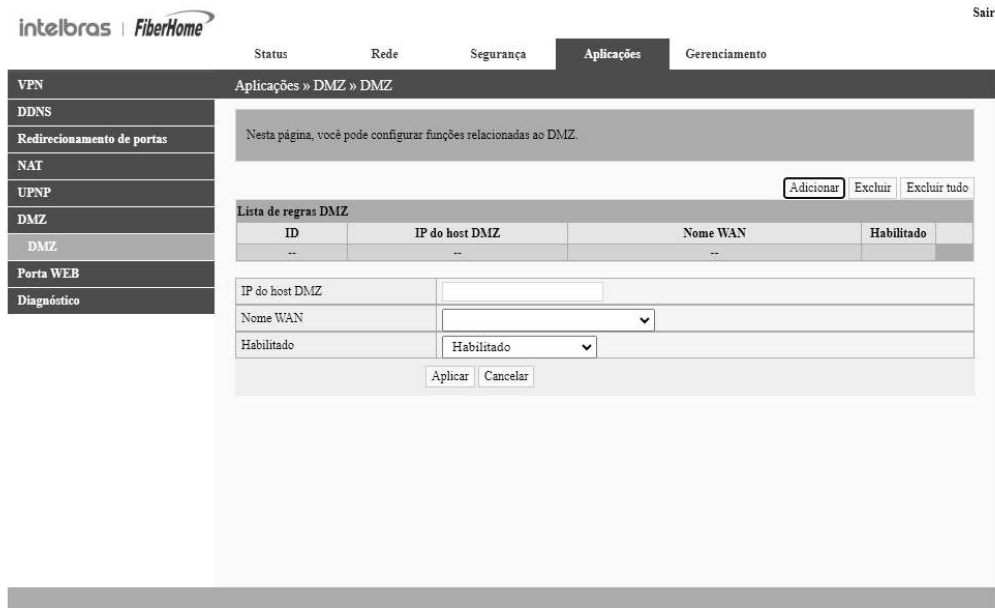 Sair
intelbras | FiberHome
Status Rede Segurança Aplicações Gerenciamento
VPN
DDNS
Redirecionamento de portas
NAT
UPNP
DMZ
DMZ
Porta WEB
Diagnóstico
Aplicações » DMZ » DMZ
Nesta página, você pode configurar funções relacionadas ao DMZ.
Adicionar Excluir Excluir tudo
Lista de regras DMZ
ID IP do host DMZ Nome WAN Habilitado
-- -- --
IP do host DMZ
Nome WAN
Habilitado Habilitado
Aplicar Cancelar